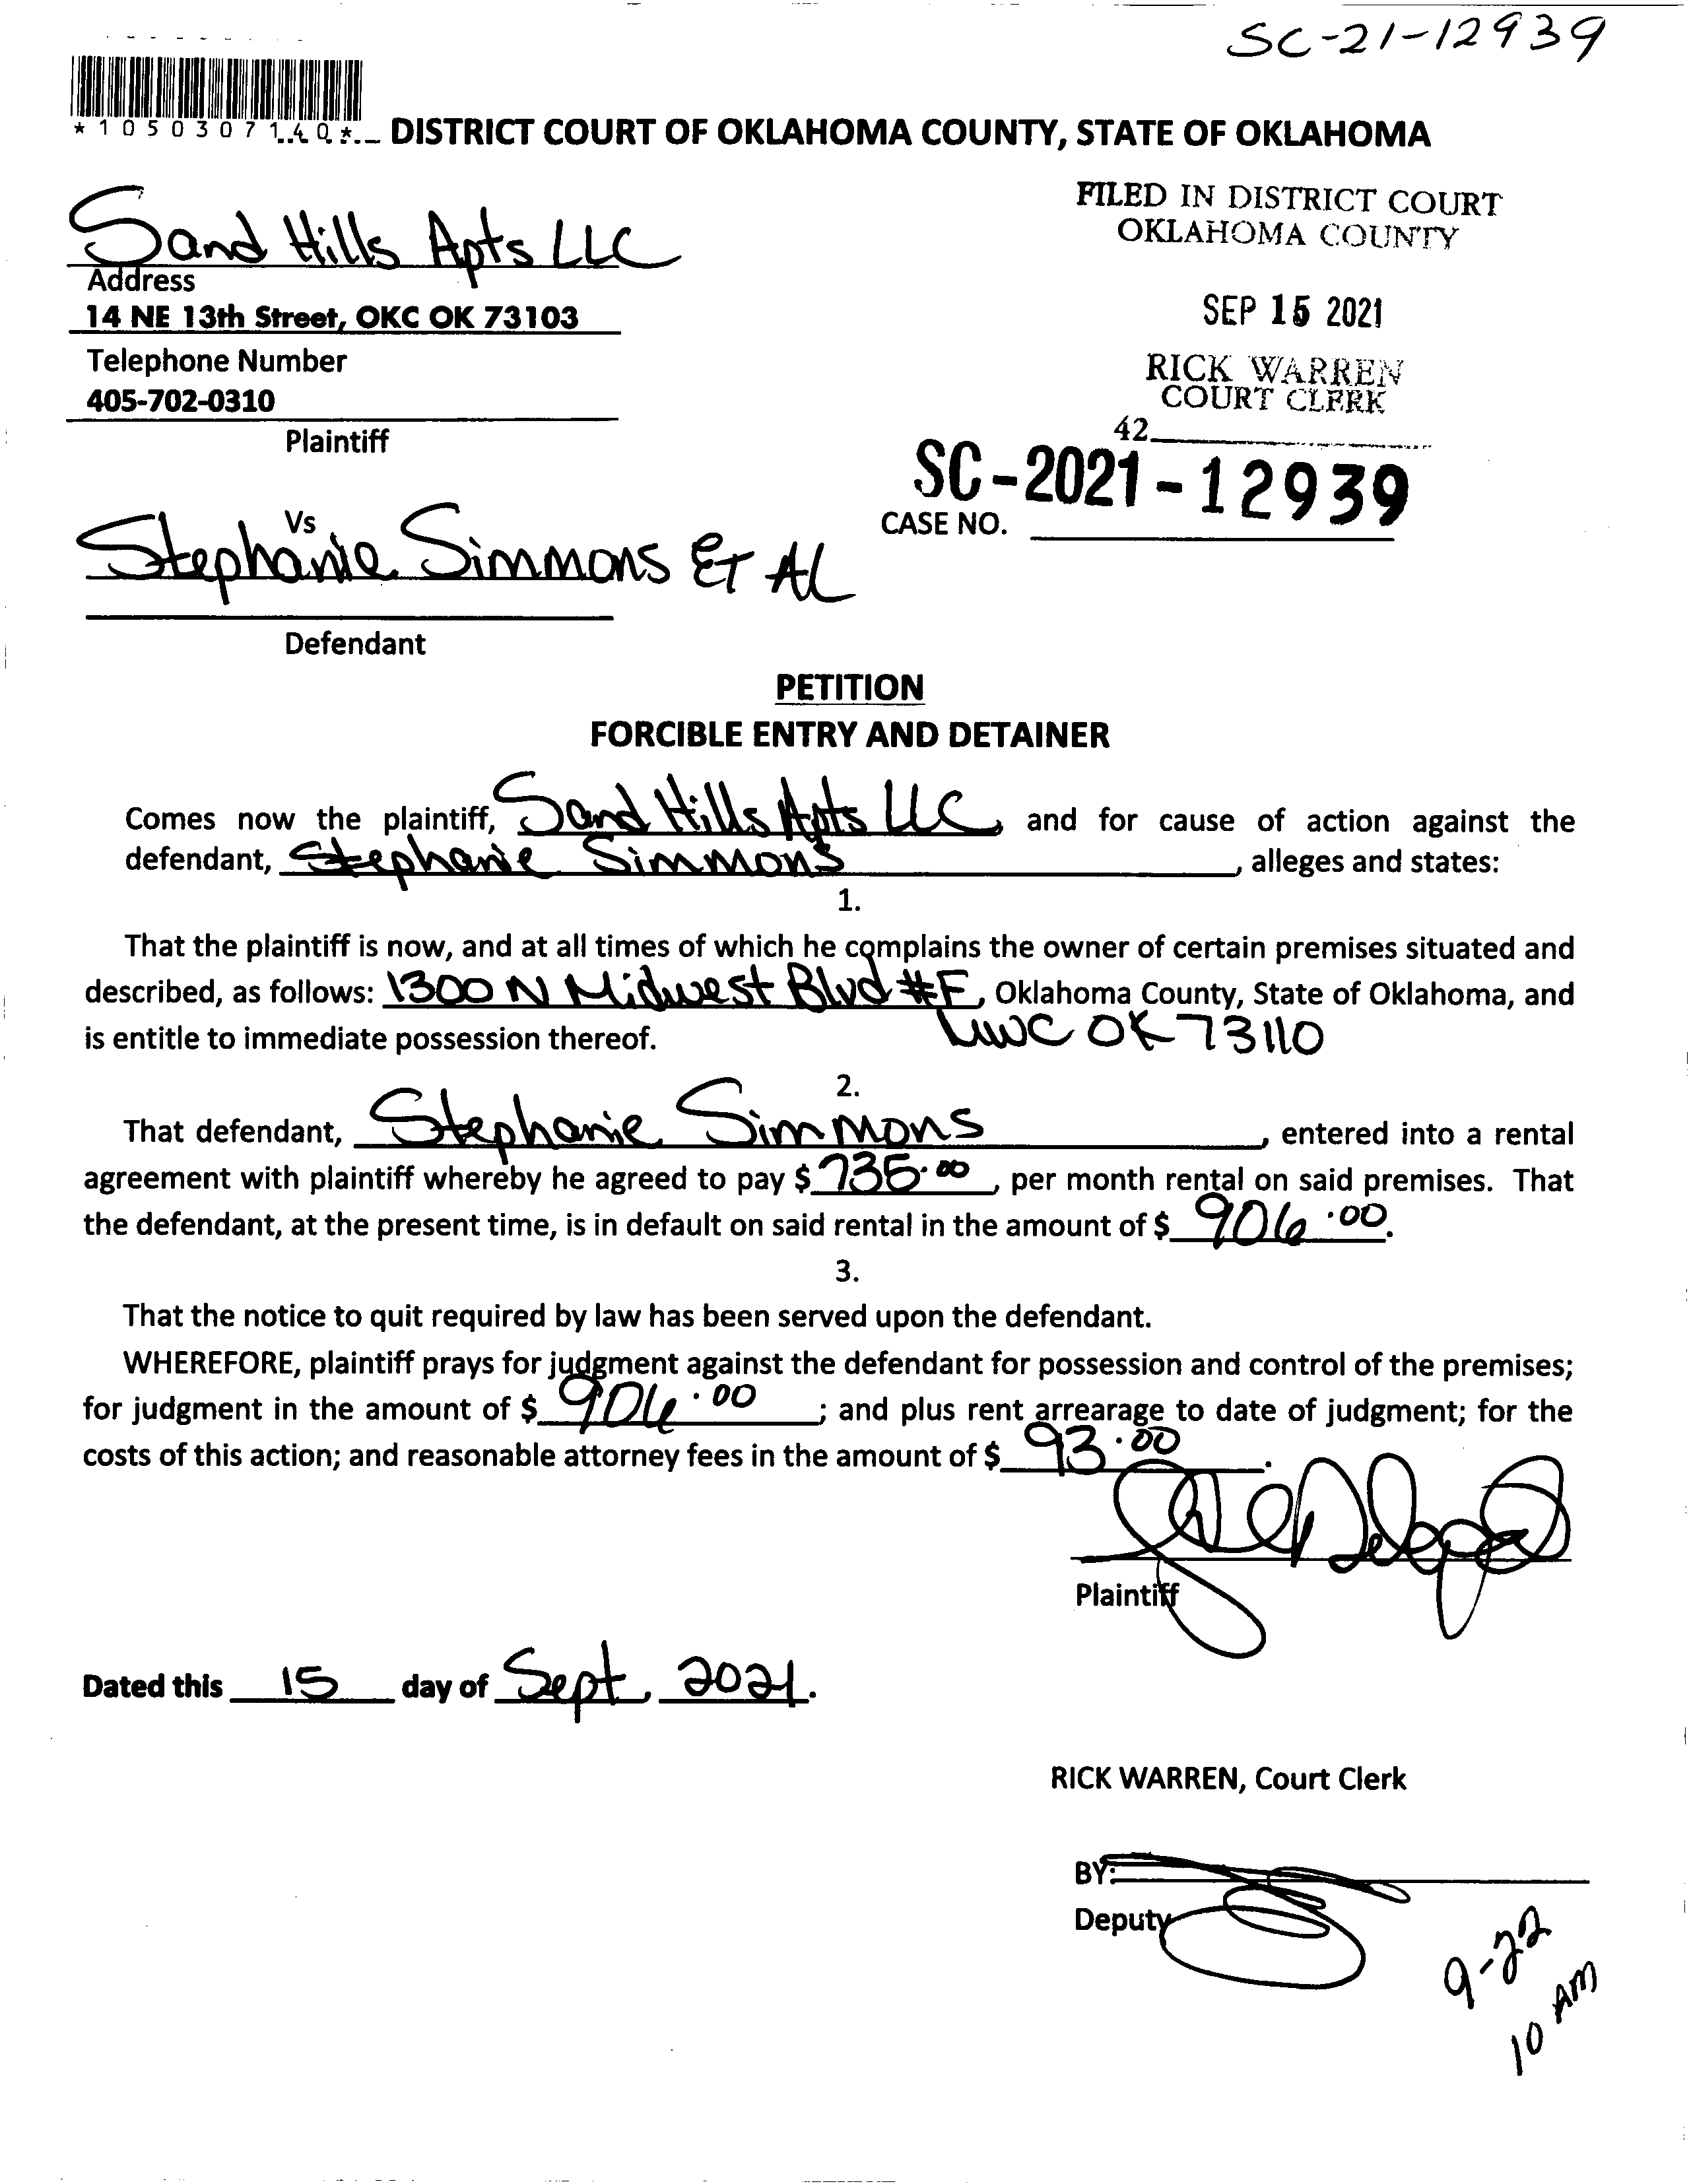 SC-21-12939
*1050307140*
DISTRICT COURT OF OKLAHOMA COUNTY, STATE OF OKLAHOMA
Sand Hills Apts LLC
Address
14 NE 13th Street, OKC OK 73103
Telephone Number
405-702-0310
Plaintiff
FILED IN DISTRICT COURT
OKLAHOMA COUNTY
SEP 15 2021
RICK WARREN
COURT CLERK
42
SC-2021-12939
CASE NO.
Vs
Stephanie Simmons ET AL
Defendant
PETITION
FORCIBLE ENTRY AND DETAINER
Comes now the plaintiff, Sand Hills Apts LLC, and for cause of action against the
defendant, Stephanie Simmons, alleges and states:
1.
That the plaintiff is now, and at all times of which he complains the owner of certain premises situated and
described, as follows: 1300 N Midwest Blvd #F, Oklahoma County, State of Oklahoma, and
is entitle to immediate possession thereof. MWC OK 73110
2.
That defendant, Stephanie Simmons, entered into a rental
agreement with plaintiff whereby he agreed to pay $ 735.00, per month rental on said premises. That
the defendant, at the present time, is in default on said rental in the amount of $ 906.00.
3.
That the notice to quit required by law has been served upon the defendant.
WHEREFORE, plaintiff prays for judgment against the defendant for possession and control of the premises;
for judgment in the amount of $ 906.00; and plus rent arrearage to date of judgment; for the
costs of this action; and reasonable attorney fees in the amount of $ 93.00.
Plaintiff
Dated this 15 day of Sept, 2021.
RICK WARREN, Court Clerk
BY:
Deputy
9-22
10 AM